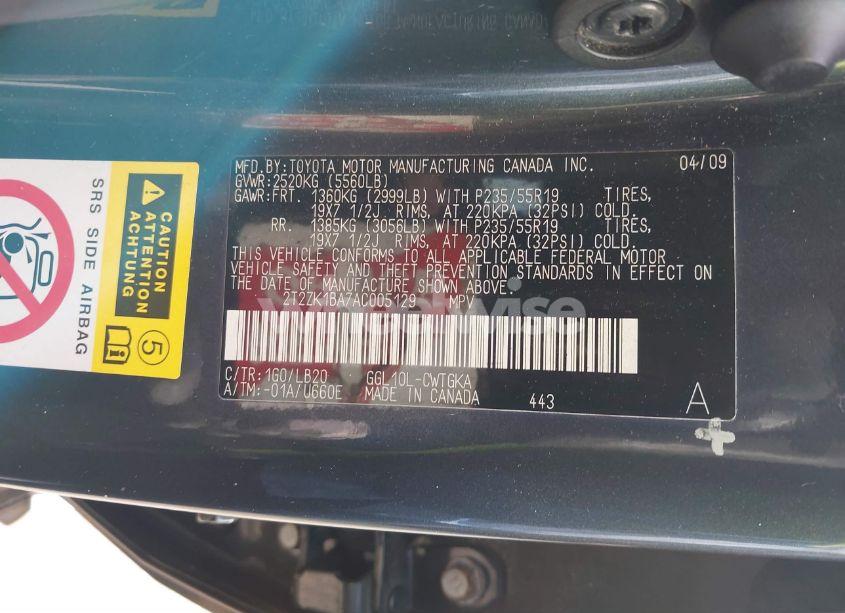 MFD.BY:TOYOTA MOTOR MANUFACTURING CANADA INC. 04/09
GVWR:2520KG (5560LB)
GAWR:FRT. 1360KG (2999LB) WITH P235/55R19 TIRES,
19X7 1/2J RIMS, AT 220KPA (32PSI) COLD.
RR. 1385KG (3056LB) WITH P235/55R19 TIRES,
19X7 1/2J RIMS, AT 220KPA (32PSI) COLD.
THIS VEHICLE CONFORMS TO ALL APPLICABLE FEDERAL MOTOR
VEHICLE SAFETY AND THEFT PREVENTION STANDARDS IN EFFECT ON
THE DATE OF MANUFACTURE SHOWN ABOVE.
2T2ZK1BA7AC005129 MPV
C/TR:1G0/LB20 GGL10L-CWTGKA
A/TM:-01A/U660E MADE IN CANADA 443 A
SRS SIDE AIRBAG
CAUTION
ATTENTION
ACHTUNG
5
wheelwise